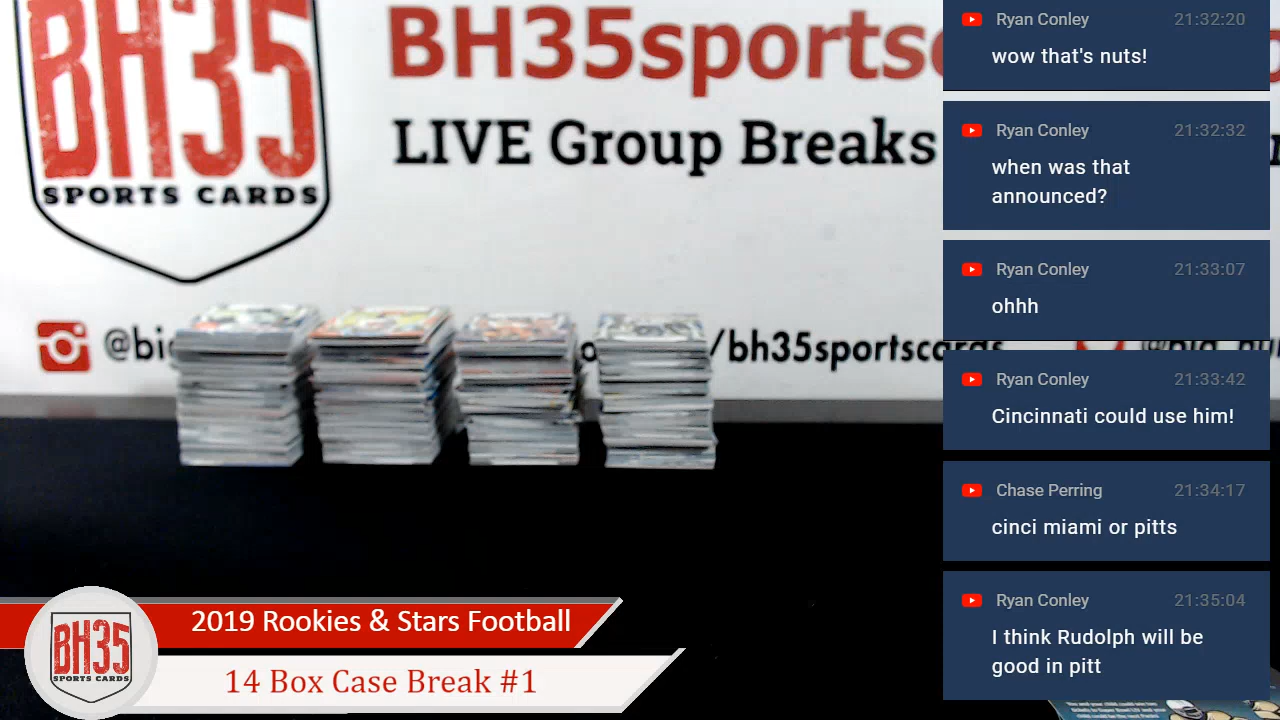 BH35
SPORTS CARDS
BH35sports
LIVE Group Breaks
/bh35sportscards
2019 Rookies & Stars Football
14 Box Case Break #1
BH35
SPORTS CARDS
Ryan Conley 21:32:20
wow that's nuts!
Ryan Conley 21:32:32
when was that
announced?
Ryan Conley 21:33:07
ohhh
Ryan Conley 21:33:42
Cincinnati could use him!
Chase Perring 21:34:17
cinci miami or pitts
Ryan Conley 21:35:04
I think Rudolph will be
good in pitt